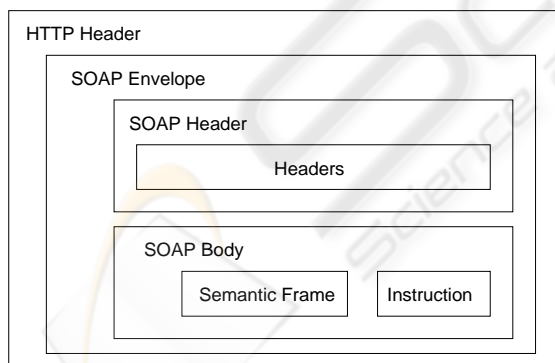 HTTP Header
SOAP Envelope
SOAP Header
Headers
SOAP Body
Semantic Frame
Instruction